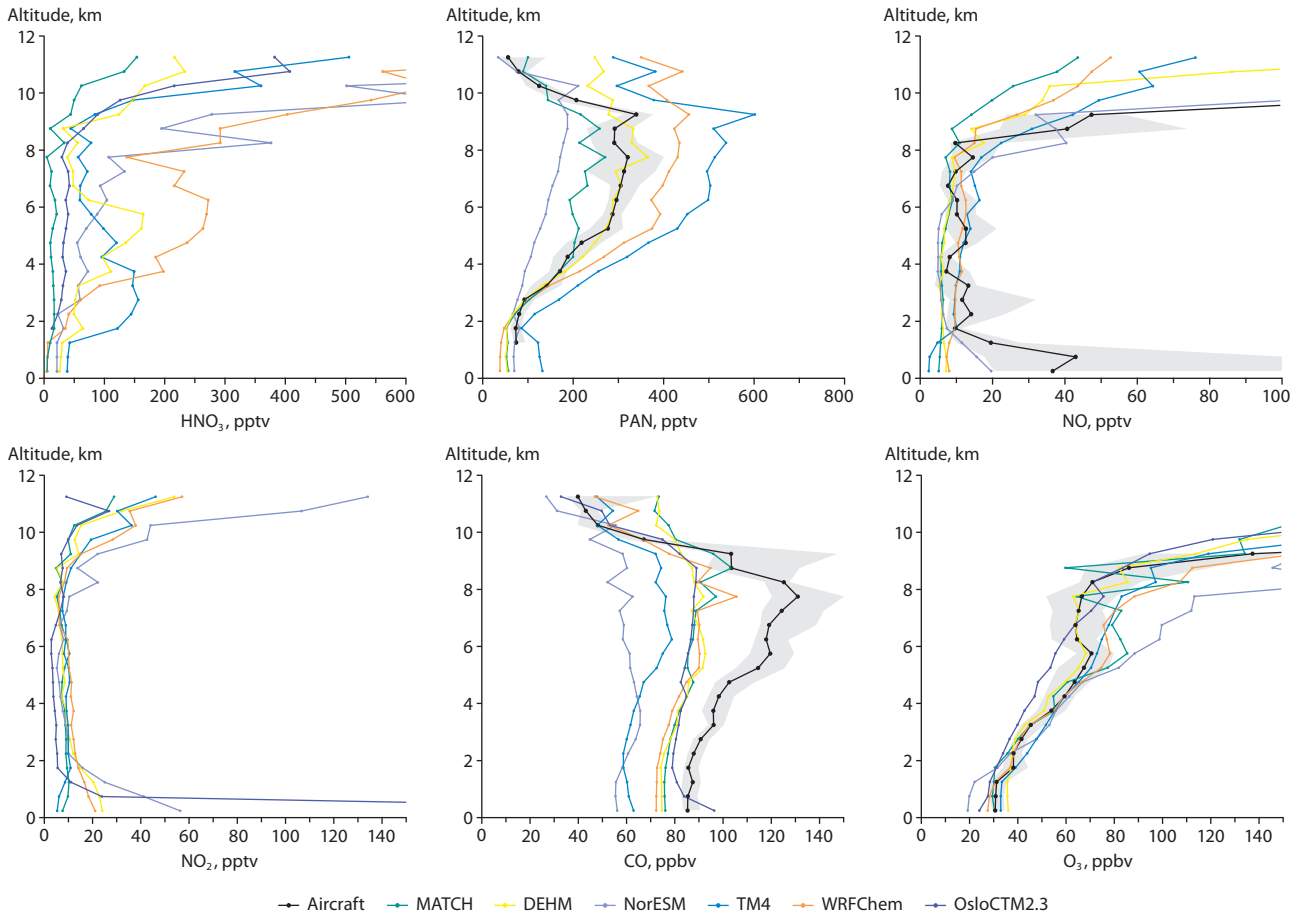 Altitude, km
12
10
8
6
4
2
0
0 100 200 300 400 500 600
HNO₃, pptv
Altitude, km
12
10
8
6
4
2
0
0 200 400 600 800
PAN, pptv
Altitude, km
12
10
8
6
4
2
0
0 20 40 60 80 100
NO, pptv
Altitude, km
12
10
8
6
4
2
0
0 20 40 60 80 100 120 140
NO₂, pptv
Altitude, km
12
10
8
6
4
2
0
0 20 40 60 80 100 120 140
CO, ppbv
Altitude, km
12
10
8
6
4
2
0
0 20 40 60 80 100 120 140
O₃, ppbv
Aircraft MATCH DEHM NorESM TM4 WRFChem OsloCTM2.3